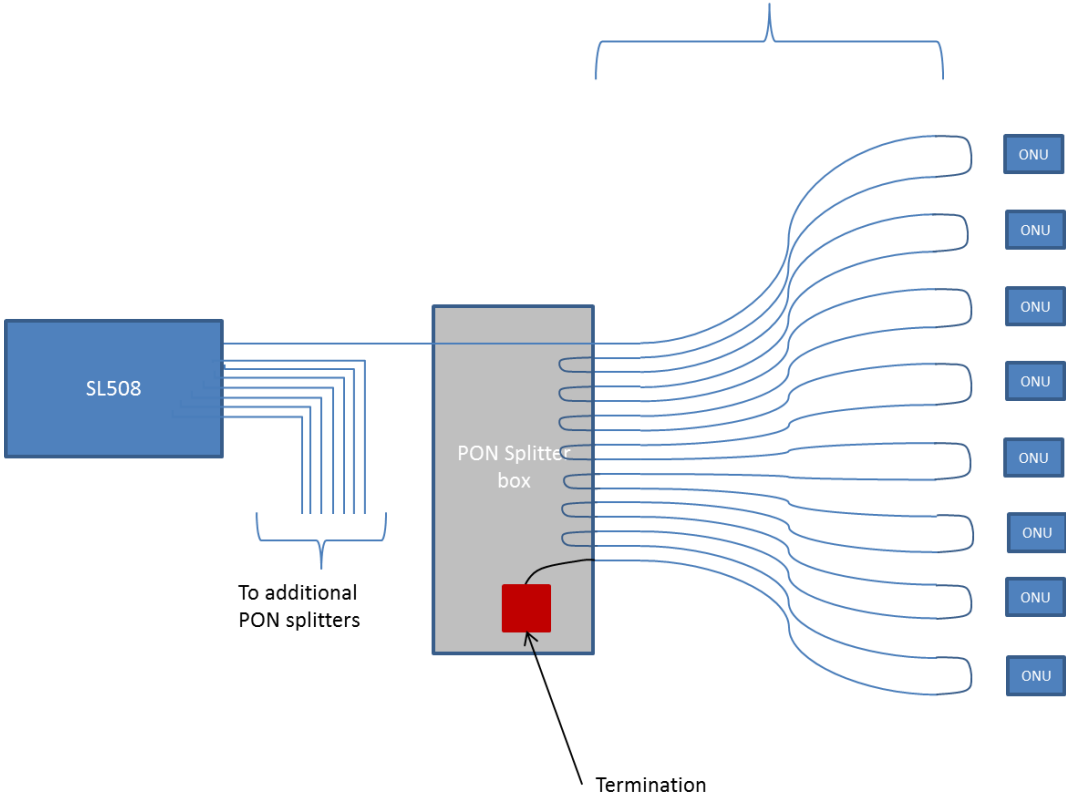 ONU
ONU
ONU
SL508
ONU
PON Splitter
box
ONU
ONU
To additional
PON splitters
ONU
ONU
Termination